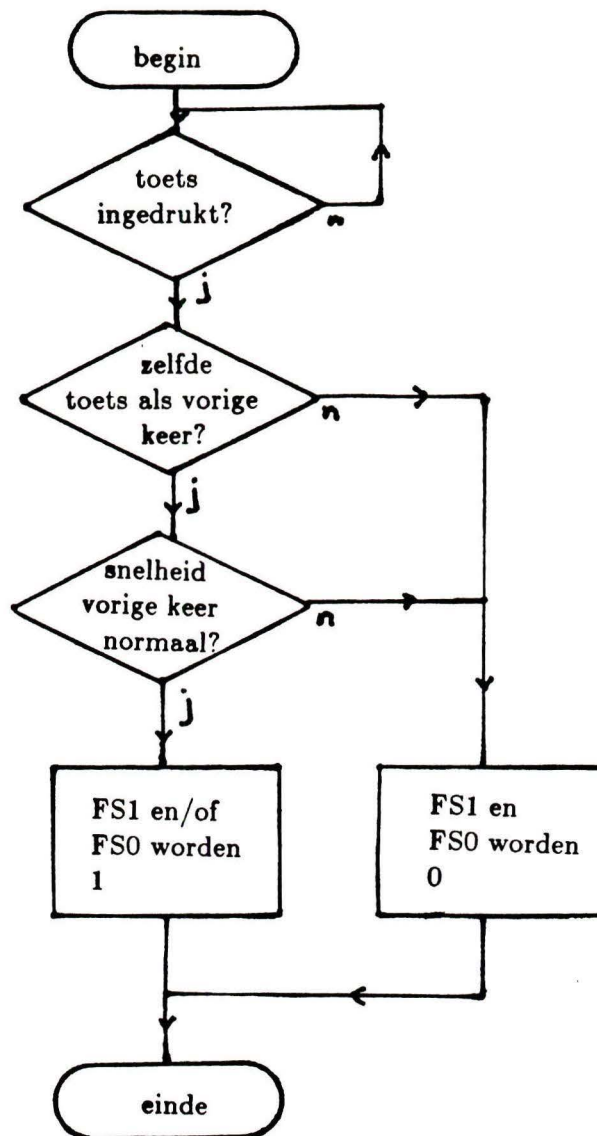 begin
toets
ingedrukt?
n
j
zelfde
toets als vorige
keer?
n
j
snelheid
vorige keer
normaal?
n
j
FS1 en/of
FS0 worden
1
FS1 en
FS0 worden
0
einde